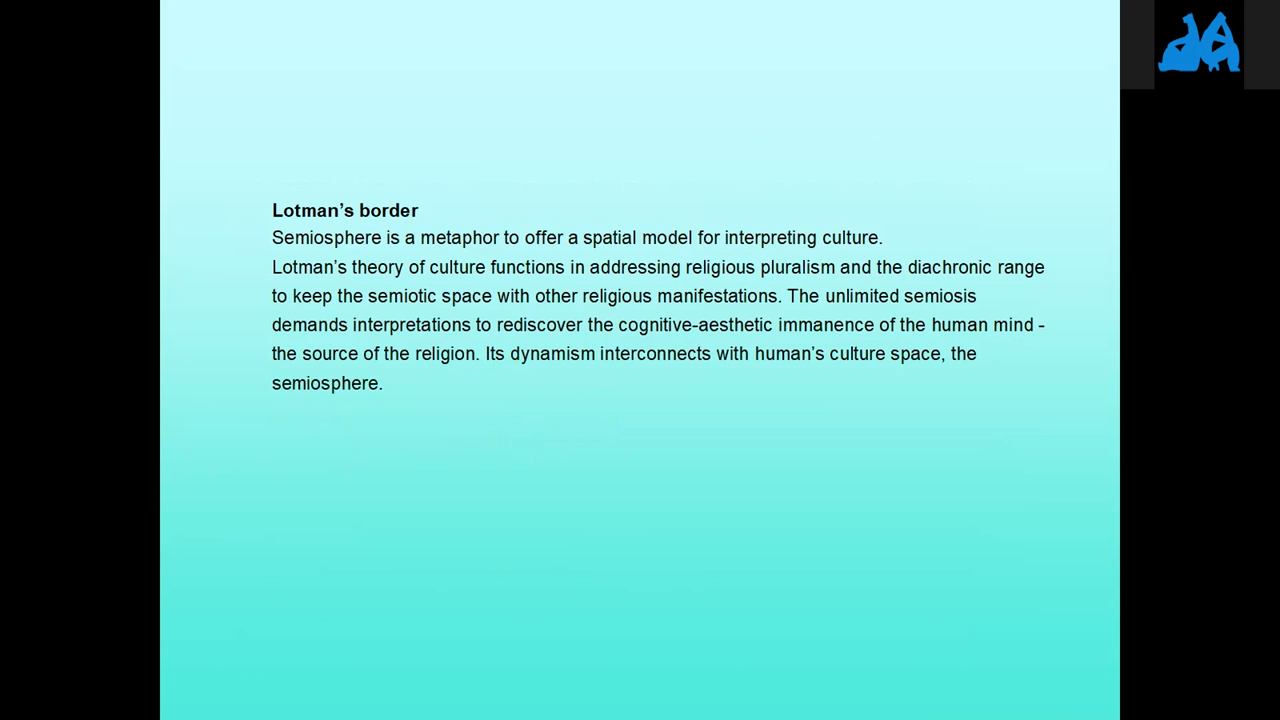 Lotman’s border
Semiosphere is a metaphor to offer a spatial model for interpreting culture.
Lotman’s theory of culture functions in addressing religious pluralism and the diachronic range
to keep the semiotic space with other religious manifestations. The unlimited semiosis
demands interpretations to rediscover the cognitive-aesthetic immanence of the human mind -
the source of the religion. Its dynamism interconnects with human’s culture space, the
semiosphere.